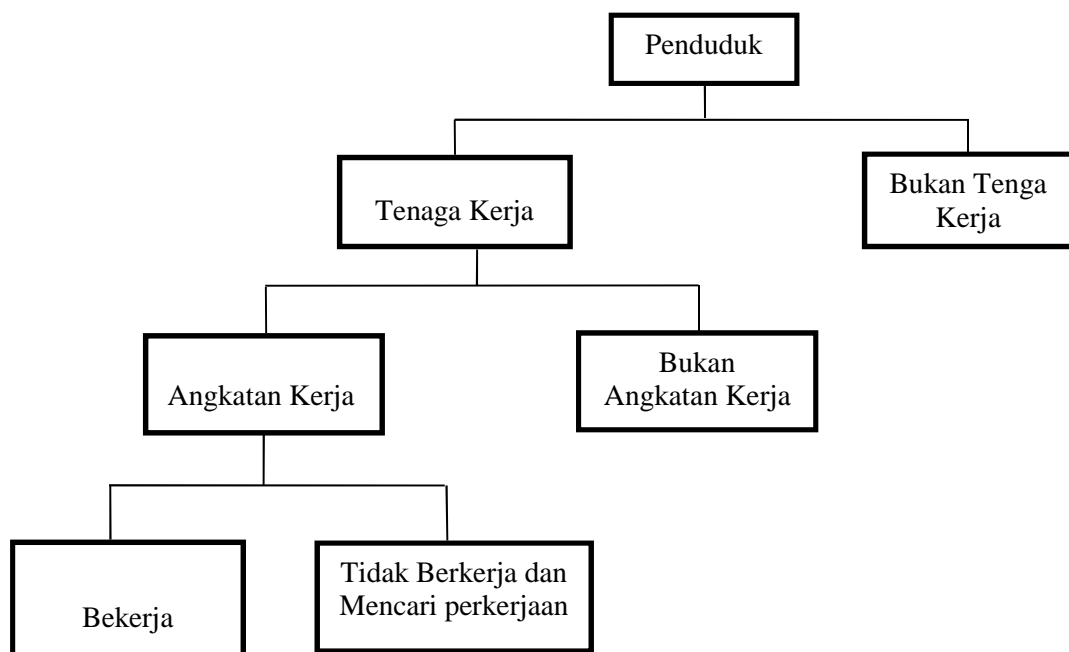 Penduduk
Tenaga Kerja
Bukan Tenga
Kerja
Angkatan Kerja
Bukan
Angkatan Kerja
Bekerja
Tidak Berkerja dan
Mencari perkerjaan